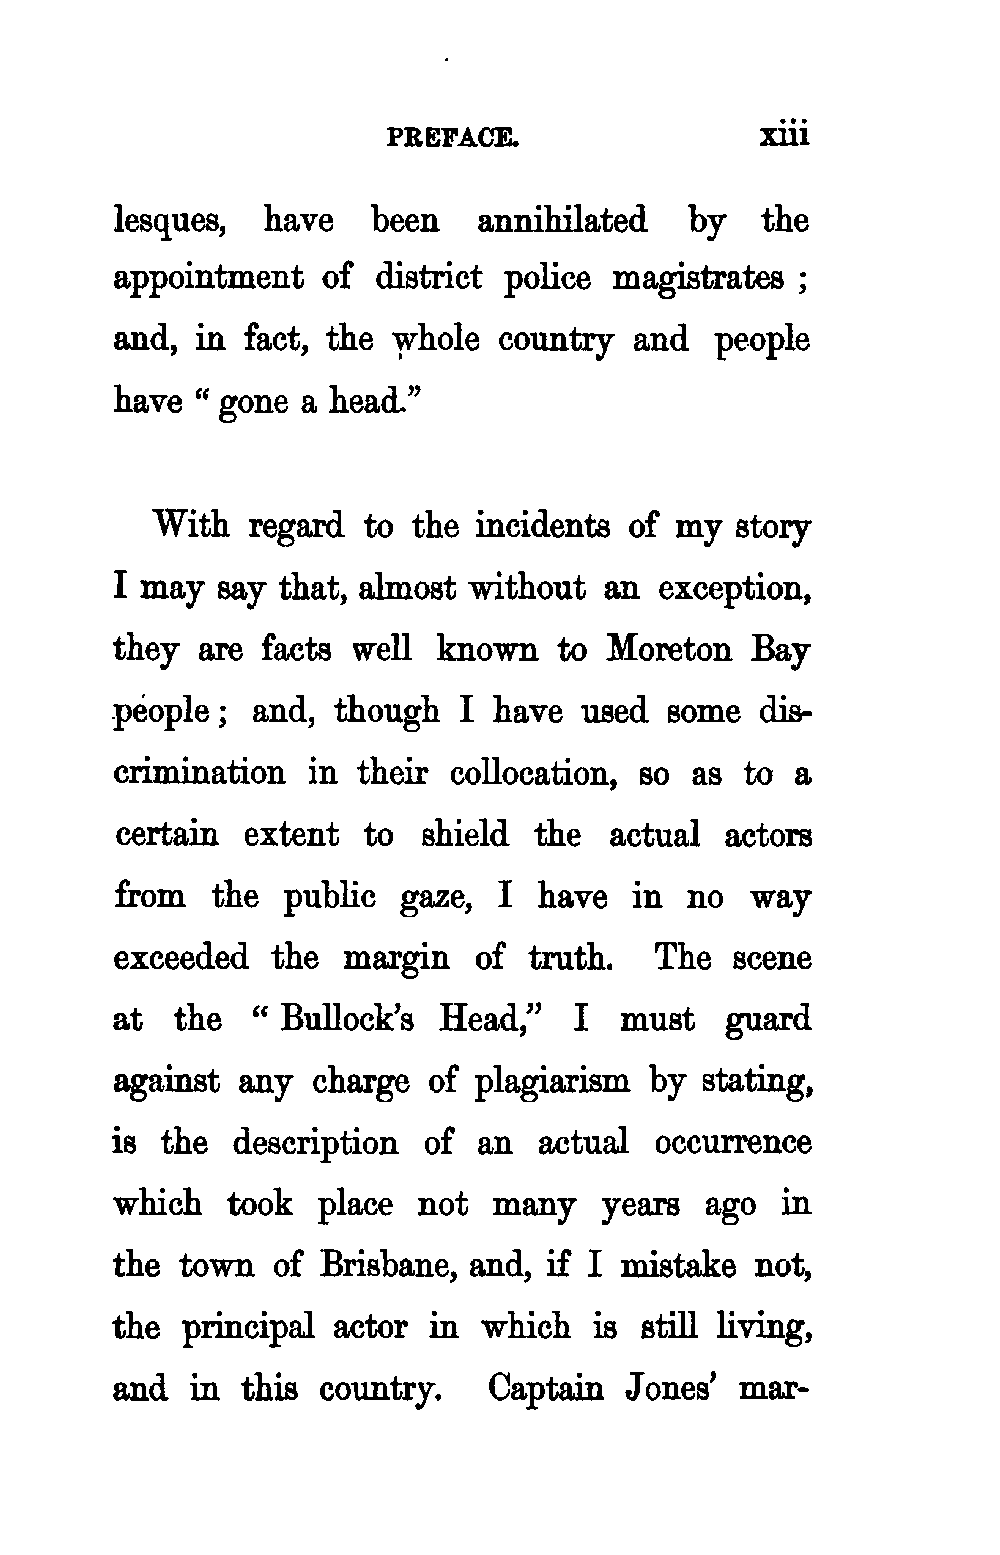 PREFACE. xiii
lesques, have been annihilated by the
appointment of district police magistrates ;
and, in fact, the whole country and people
have “ gone a head.”
With regard to the incidents of my story
I may say that, almost without an exception,
they are facts well known to Moreton Bay
people ; and, though I have used some dis-
crimination in their collocation, so as to a
certain extent to shield the actual actors
from the public gaze, I have in no way
exceeded the margin of truth. The scene
at the “ Bullock’s Head,” I must guard
against any charge of plagiarism by stating,
is the description of an actual occurrence
which took place not many years ago in
the town of Brisbane, and, if I mistake not,
the principal actor in which is still living,
and in this country. Captain Jones’ mar-